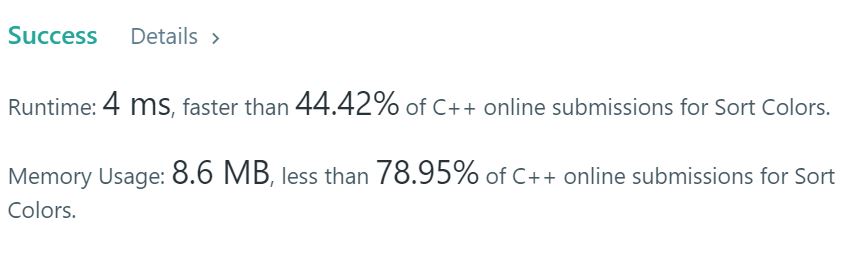 Success Details >
Runtime: 4 ms, faster than 44.42% of C++ online submissions for Sort Colors.
Memory Usage: 8.6 MB, less than 78.95% of C++ online submissions for Sort
Colors.